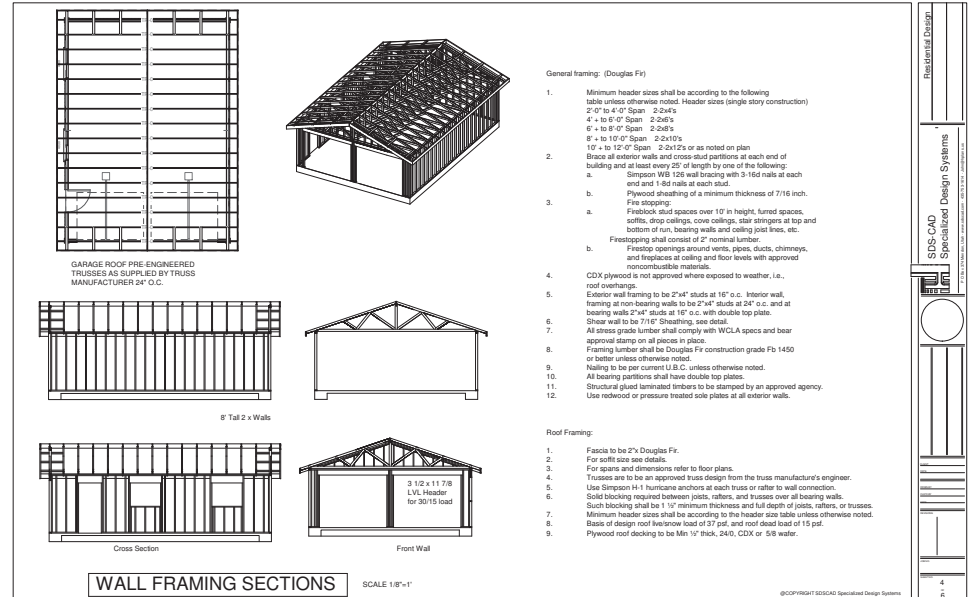 GARAGE ROOF PRE-ENGINEERED
TRUSSES AS SUPPLIED BY TRUSS
MANUFACTURER 24" O.C.
8' Tall 2 x Walls
3 1/2 x 11 7/8
LVL Header
for 30/15 load
Cross Section
Front Wall
WALL FRAMING SECTIONS
SCALE 1/8"=1'
General framing: (Douglas Fir)
1. Minimum header sizes shall be according to the following
table unless otherwise noted. Header sizes (single story construction)
2'-0" to 4'-0" Span 2-2x4's
4' + to 6'-0" Span 2-2x6's
6' + to 8'-0" Span 2-2x8's
8' + to 10'-0" Span 2-2x10's
10' + to 12'-0" Span 2-2x12's or as noted on plan
2. Brace all exterior walls and cross-stud partitions at each end of
building and at least every 25' of length by one of the following:
a. Simpson WB 126 wall bracing with 3-16d nails at each
end and 1-8d nails at each stud.
b. Plywood sheathing of a minimum thickness of 7/16 inch.
3. Fire stopping:
a. Fireblock stud spaces over 10' in height, furred spaces,
soffits, drop ceilings, cove ceilings, stair stringers at top and
bottom of run, bearing walls and ceiling joist lines, etc.
Firestopping shall consist of 2" nominal lumber.
b. Firestop openings around vents, pipes, ducts, chimneys,
and fireplaces at ceiling and floor levels with approved
noncombustible materials.
4. CDX plywood is not approved where exposed to weather, i.e.,
roof overhangs.
5. Exterior wall framing to be 2"x4" studs at 16" o.c. Interior wall,
framing at non-bearing walls to be 2"x4" studs at 24" o.c. and at
bearing walls 2"x4" studs at 16" o.c. with double top plate.
6. Shear wall to be 7/16" Sheathing, see detail.
7. All stress grade lumber shall comply with WCLA specs and bear
approval stamp on all pieces in place.
8. Framing lumber shall be Douglas Fir construction grade Fb 1450
or better unless otherwise noted.
9. Nailing to be per current U.B.C. unless otherwise noted.
10. All bearing partitions shall have double top plates.
11. Structural glued laminated timbers to be stamped by an approved agency.
12. Use redwood or pressure treated sole plates at all exterior walls.
Roof Framing:
1. Fascia to be 2"x Douglas Fir.
2. For soffit size see details.
3. For spans and dimensions refer to floor plans.
4. Trusses are to be an approved truss design from the truss manufacture's engineer.
5. Use Simpson H-1 hurricane anchors at each truss or rafter to wall connection.
6. Solid blocking required between joists, rafters, and trusses over all bearing walls.
Such blocking shall be 1 ½" minimum thickness and full depth of joists, rafters, or trusses.
7. Minimum header sizes shall be according to the header size table unless otherwise noted.
8. Basis of design roof live/snow load of 37 psf, and roof dead load of 15 psf.
9. Plywood roof decking to be Min ½" thick, 24/0, CDX or 5/8 wafer.
@COPYRIGHT SDSCAD Specialized Design Systems
Residential Design
SDS-CAD
Specialized Design Systems
4
6